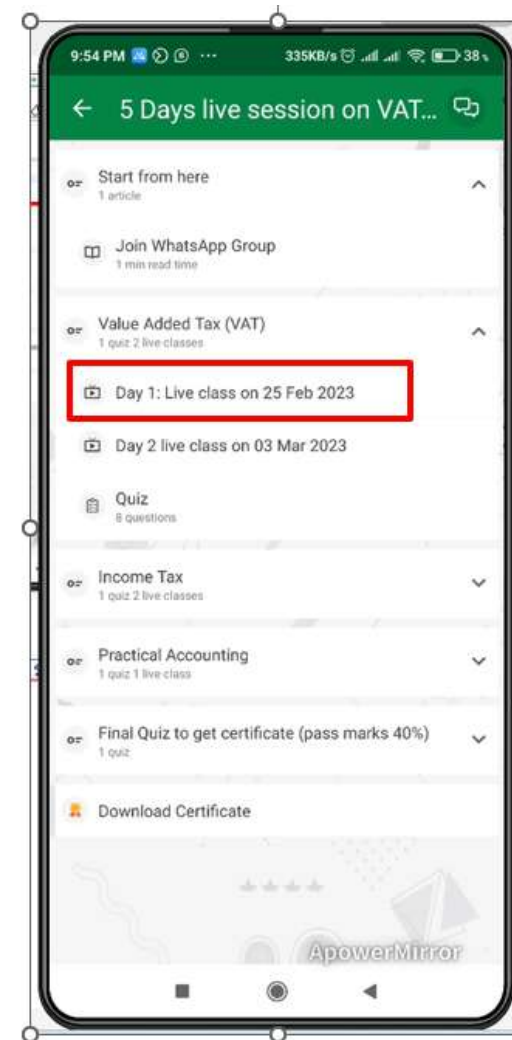 9:54 PM 335KB/s 38%
5 Days live session on VAT...
Start from here
1 article
Join WhatsApp Group
1 min read time
Value Added Tax (VAT)
1 quiz 2 live classes
Day 1: Live class on 25 Feb 2023
Day 2 live class on 03 Mar 2023
Quiz
8 questions
Income Tax
1 quiz 2 live classes
Practical Accounting
1 quiz 1 live class
Final Quiz to get certificate (pass marks 40%)
1 quiz
Download Certificate
ApowerMirror